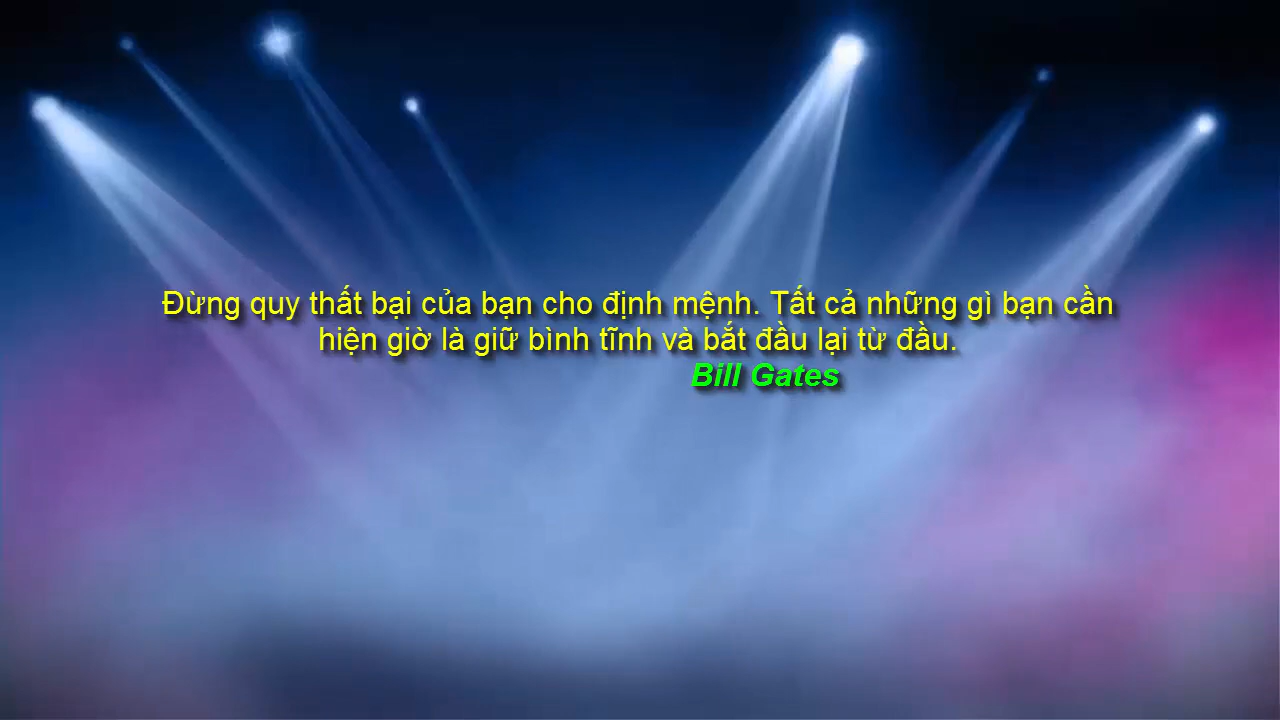 Đừng quy thất bại của bạn cho định mệnh. Tất cả những gì bạn cần
hiện giờ là giữ bình tĩnh và bắt đầu lại từ đầu.
Bill Gates